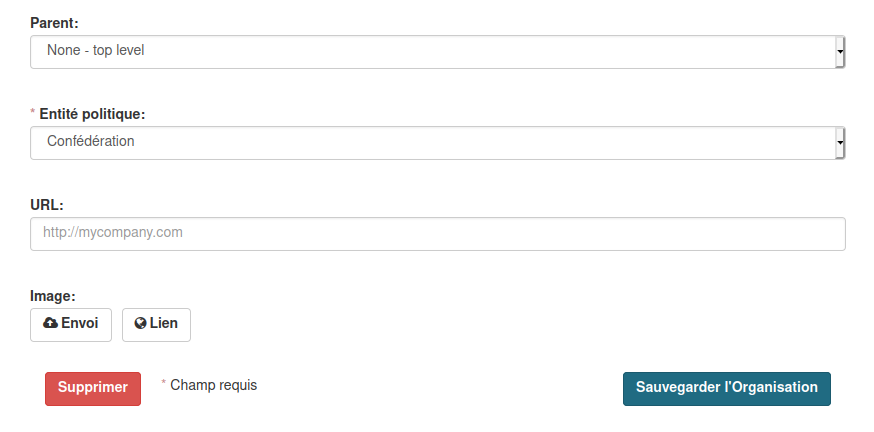 Parent:
None - top level
* Entité politique:
Confédération
URL:
http://mycompany.com
Image:
Envoi Lien
Supprimer * Champ requis Sauvegarder l'Organisation